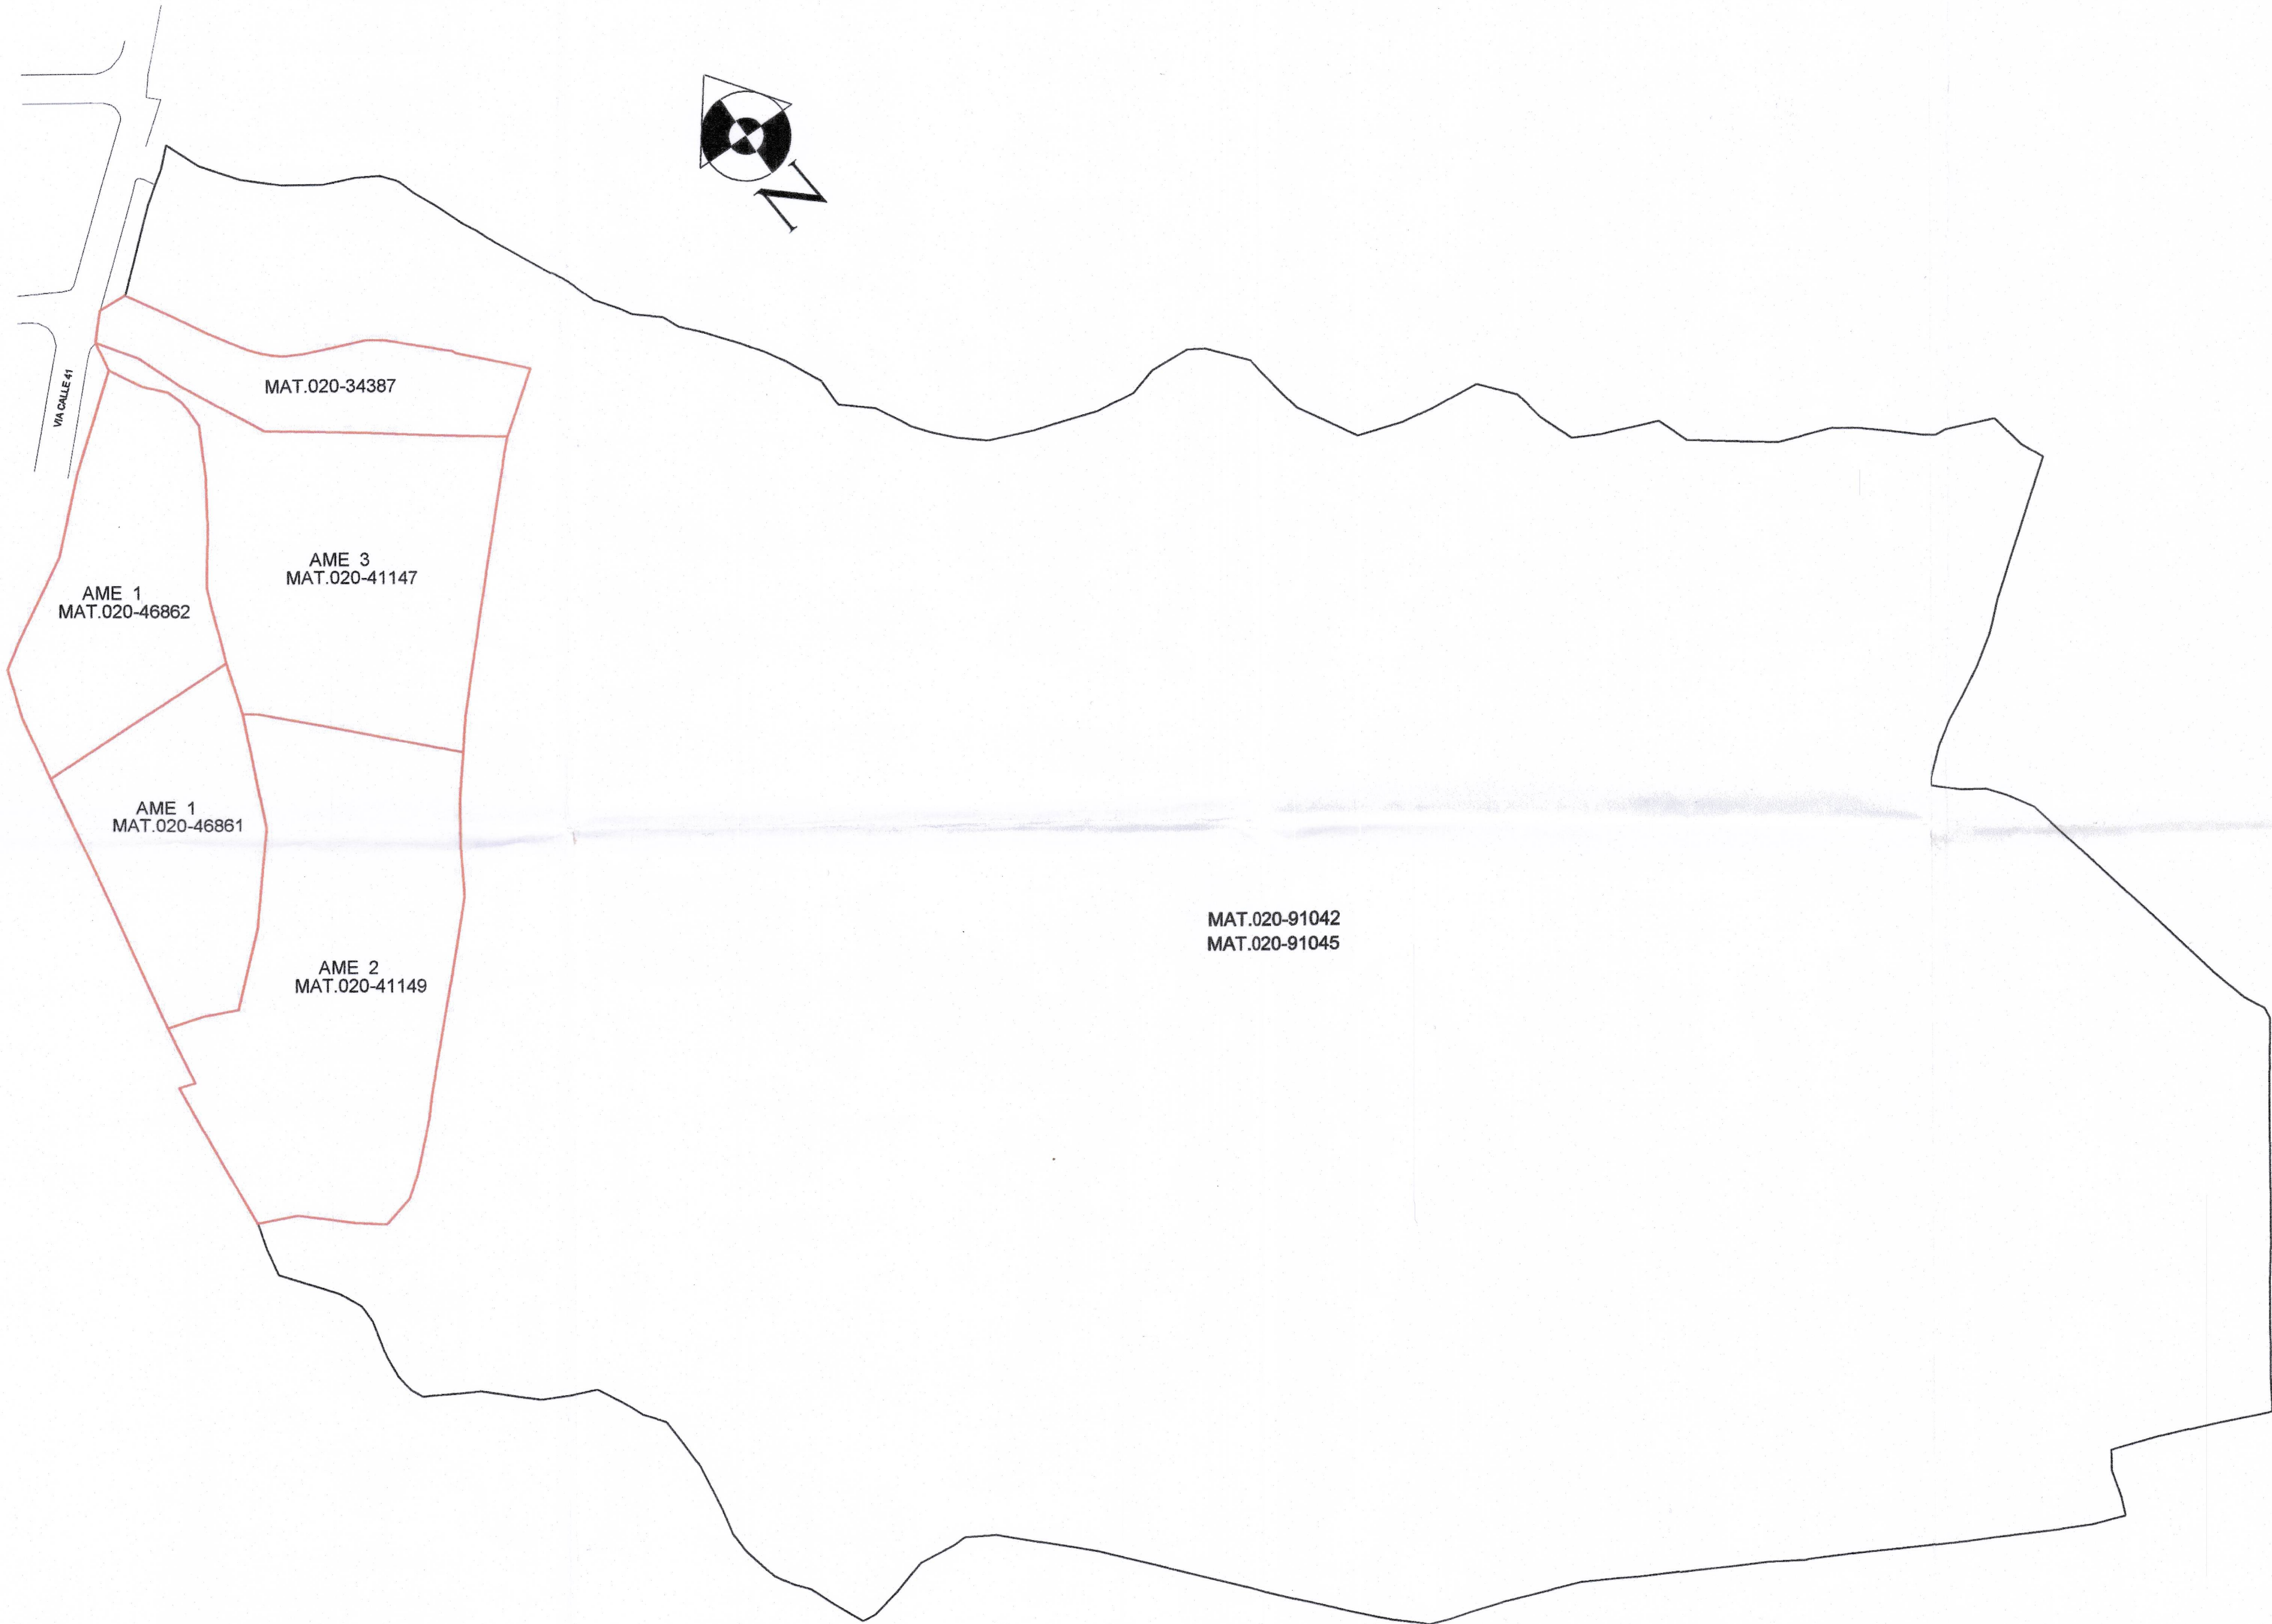 N
MAT.020-34387
VIA CALLE 41
AME 3
MAT.020-41147
AME 1
MAT.020-46862
AME 1
MAT.020-46861
MAT.020-91042
MAT.020-91045
AME 2
MAT.020-41149